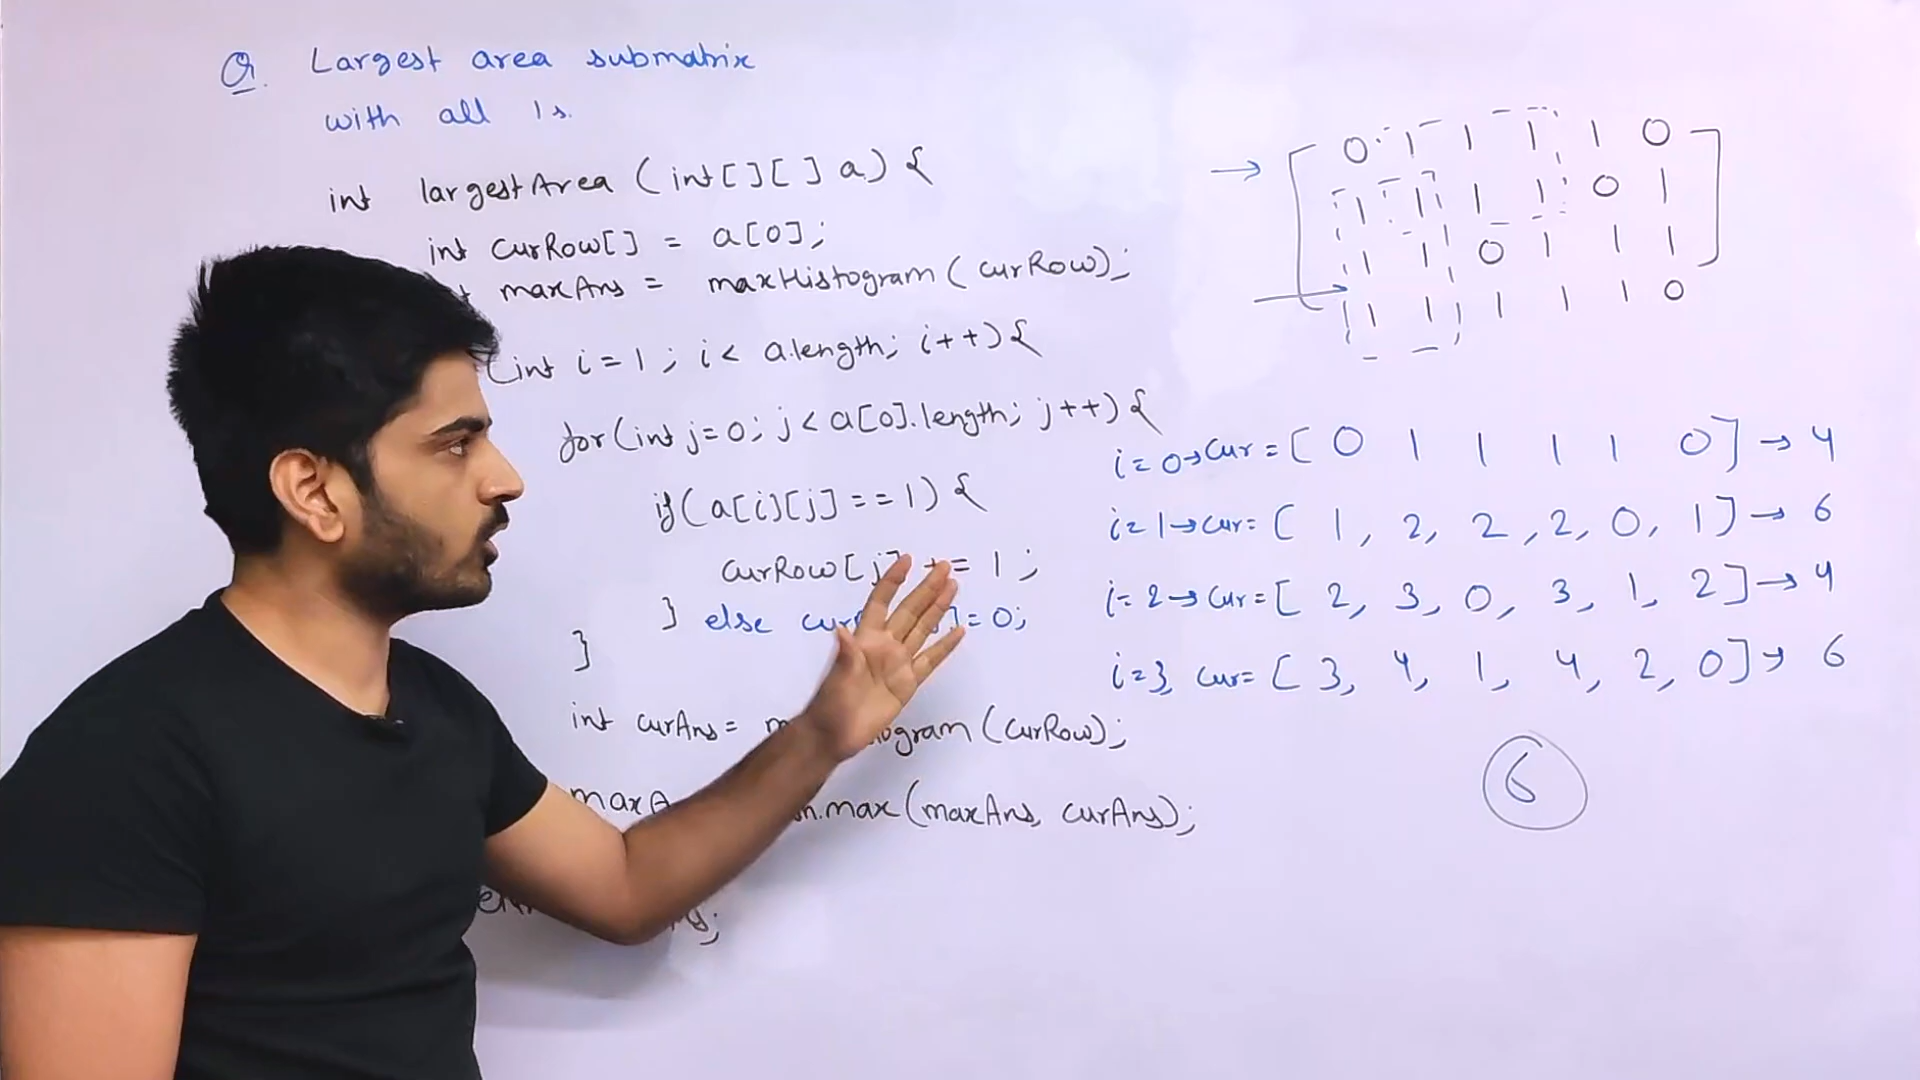 Q. Largest area submatrix
with all 1s.
int largestArea (int[][] a) {
int curRow[] = a[0];
maxAns = maxHistogram (curRow);
(int i=1; i< a.length; i++) {
for(int j=0; j<a[0].length; j++) {
if(a[i][j]==1) {
curRow[j] += 1;
} else =0;
}
int curAns= (curRow);
max(maxAns, curAns);
→ [ 0 1 1 1 1 0 ]
1 1 1 1 0 1
1 1 0 1 1 1
→ 1 1 1 1 1 0
i=0→cur=[ 0 1 1 1 1 0] → 4
i=1→cur=[ 1, 2, 2, 2, 0, 1] → 6
i=2→cur=[ 2, 3, 0, 3, 1, 2] → 4
i=3, cur=[ 3, 4, 1, 4, 2, 0] → 6
6